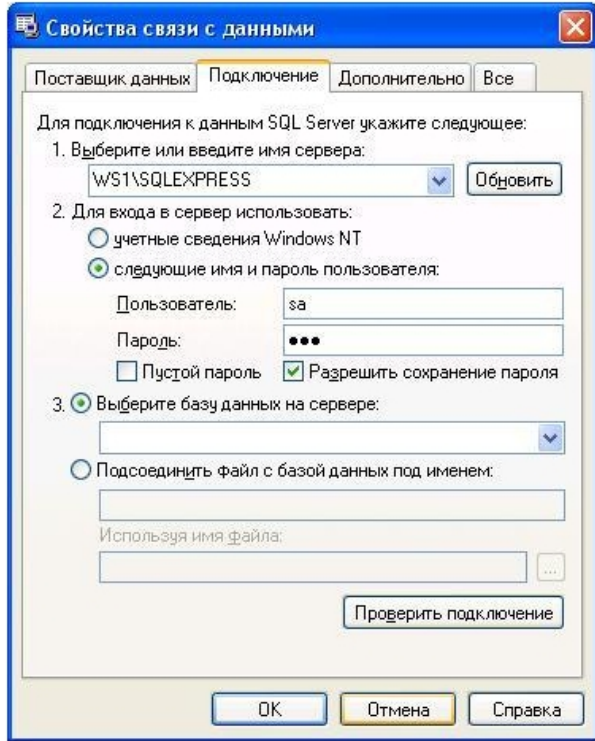 Свойства связи с данными
Поставщик данных Подключение Дополнительно Все
Для подключения к данным SQL Server укажите следующее:
1. Выберите или введите имя сервера:
WS1\SQLEXPRESS Обновить
2. Для входа в сервер использовать:
учетные сведения Windows NT
следующие имя и пароль пользователя:
Пользователь: sa
Пароль: •••
Пустой пароль Разрешить сохранение пароля
3. Выберите базу данных на сервере:
Подсоединить файл с базой данных под именем:
Используя имя файла:
...
Проверить подключение
OK Отмена Справка